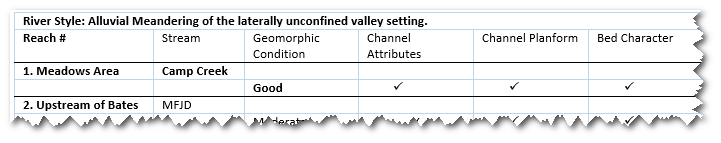 River Style: Alluvial Meandering of the laterally unconfined valley setting.
Reach # Stream Geomorphic Condition Channel Attributes Channel Planform Bed Character
1. Meadows Area Camp Creek
Good ✓ ✓ ✓
2. Upstream of Bates MFJD